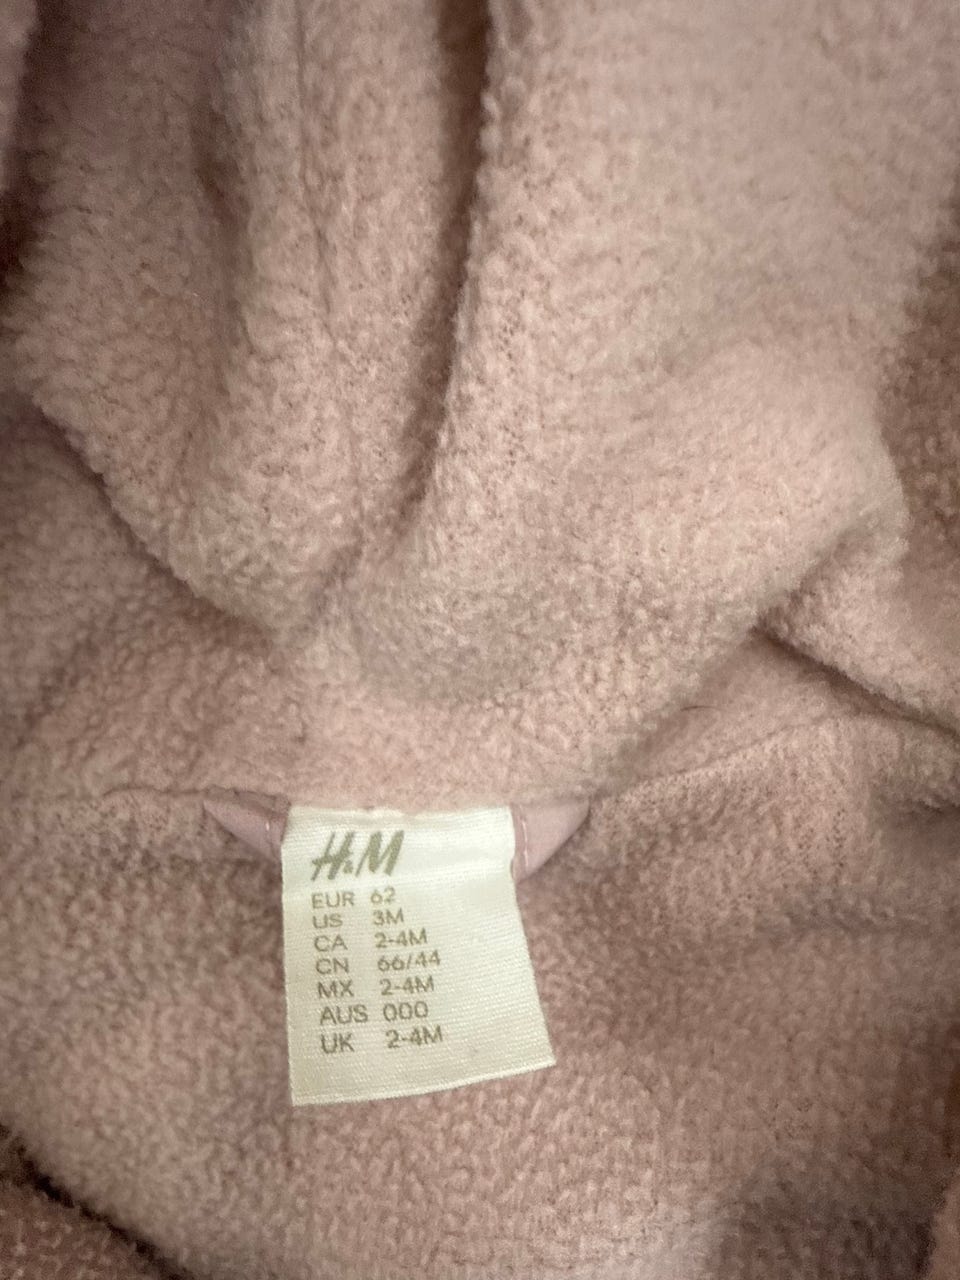 H&M
EUR 62
US 3M
CA 2-4M
CN 66/44
MX 2-4M
AUS 000
UK 2-4M